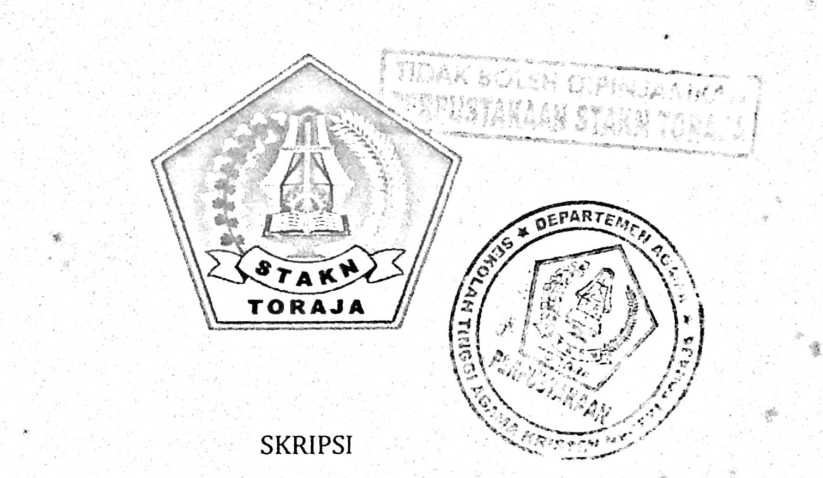 TIDAK BOLEH DIPINJAMKAN
PERPUSTAKAAN STAKN TORAJA
STAKN
TORAJA
DEPARTEMEN AGAMA
SEKOLAH TINGGI AGAMA KRISTEN NEGERI TORAJA
PERPUSTAKAAN
SKRIPSI